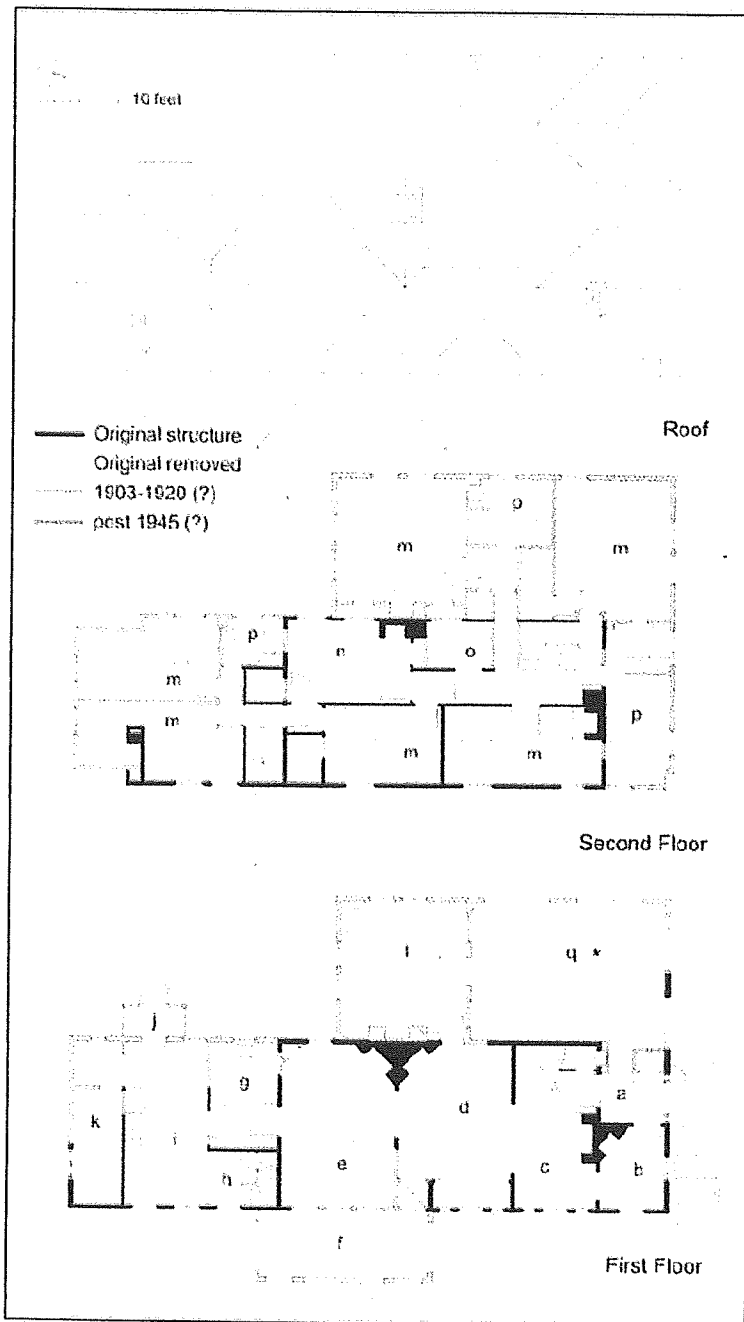 10 feet
Roof
Original structure
Original removed
1903-1920 (?)
post 1945 (?)
p
m
m
p
n
o
m
m
p
m
m
Second Floor
l
q
j
g
a
k
d
i
e
c
b
h
f
First Floor